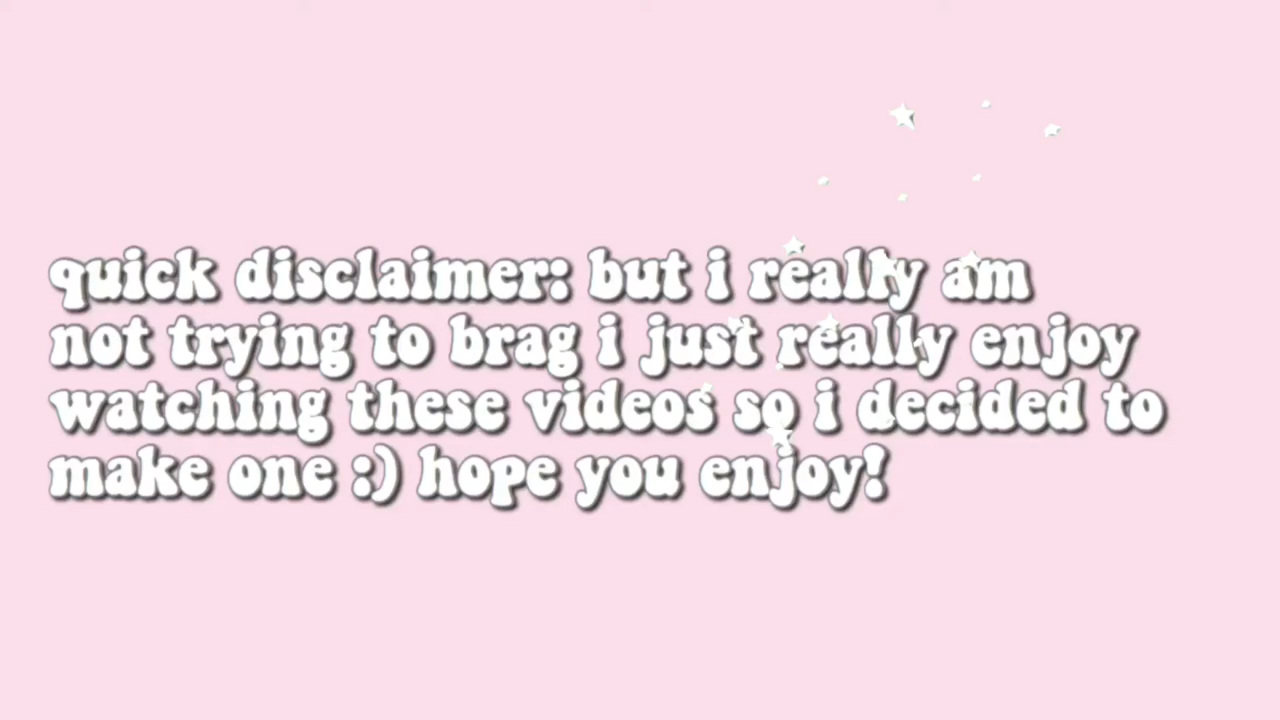 quick disclaimer: but i really am
not trying to brag i just really enjoy
watching these videos so i decided to
make one :) hope you enjoy!